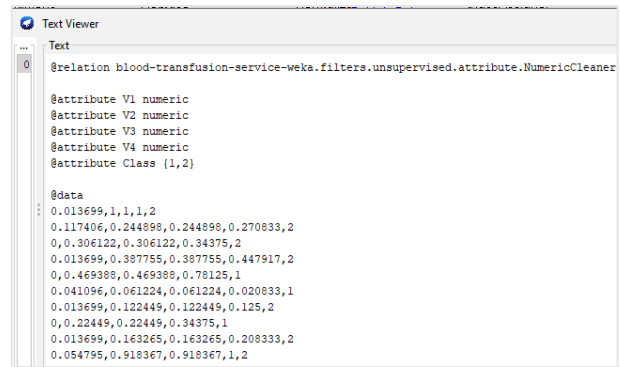 Text Viewer
...
Text
0
@relation blood-transfusion-service-weka.filters.unsupervised.attribute.NumericCleaner
@attribute V1 numeric
@attribute V2 numeric
@attribute V3 numeric
@attribute V4 numeric
@attribute Class {1,2}
@data
0.013699,1,1,1,2
0.117406,0.244898,0.244898,0.270833,2
0,0.306122,0.306122,0.34375,2
0.013699,0.387755,0.387755,0.447917,2
0,0.469388,0.469388,0.78125,1
0.041096,0.061224,0.061224,0.020833,1
0.013699,0.122449,0.122449,0.125,2
0,0.22449,0.22449,0.34375,1
0.013699,0.163265,0.163265,0.208333,2
0.054795,0.918367,0.918367,1,2